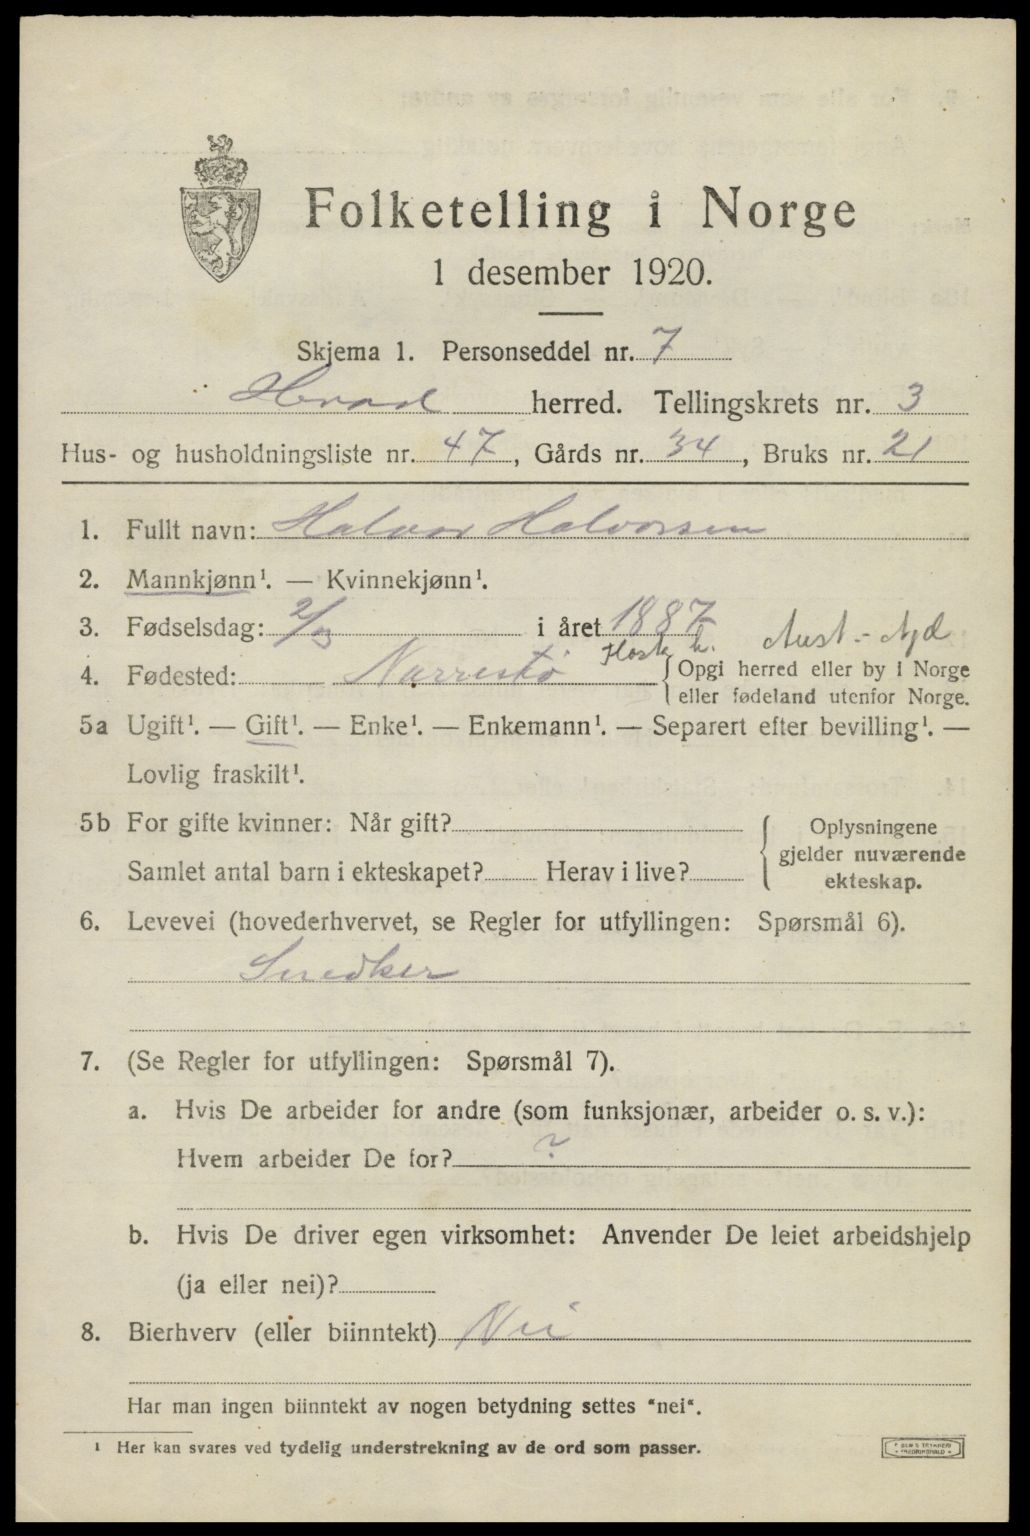 Folketelling i Norge
1 desember 1920.
Skjema 1. Personseddel nr. 7
herred. Tellingskrets nr. 3
Hus- og husholdningsliste nr. 47, Gårds nr. 34, Bruks nr. 21
1. Fullt navn: Halvor Halvorsen
2. Mannkjønn¹. — Kvinnekjønn¹.
3. Fødselsdag: i året 1887 Aust-Agd
4. Fødested: Narrestö
Opgi herred eller by i Norge
eller fødeland utenfor Norge.
5a Ugift¹. — Gift¹. — Enke¹. — Enkemann¹. — Separert efter bevilling¹. —
Lovlig fraskilt¹.
5b For gifte kvinner: Når gift?
Samlet antal barn i ekteskapet? Herav i live?
Oplysningene
gjelder nuværende
ekteskap.
6. Levevei (hovederhvervet, se Regler for utfyllingen: Spørsmål 6).
Snedker
7. (Se Regler for utfyllingen: Spørsmål 7).
a. Hvis De arbeider for andre (som funksjonær, arbeider o. s. v.):
Hvem arbeider De for? ?
b. Hvis De driver egen virksomhet: Anvender De leiet arbeidshjelp
(ja eller nei)?
8. Bierhverv (eller biinntekt) Nei
Har man ingen biinntekt av nogen betydning settes "nei".
¹ Her kan svares ved tydelig understrekning av de ord som passer.